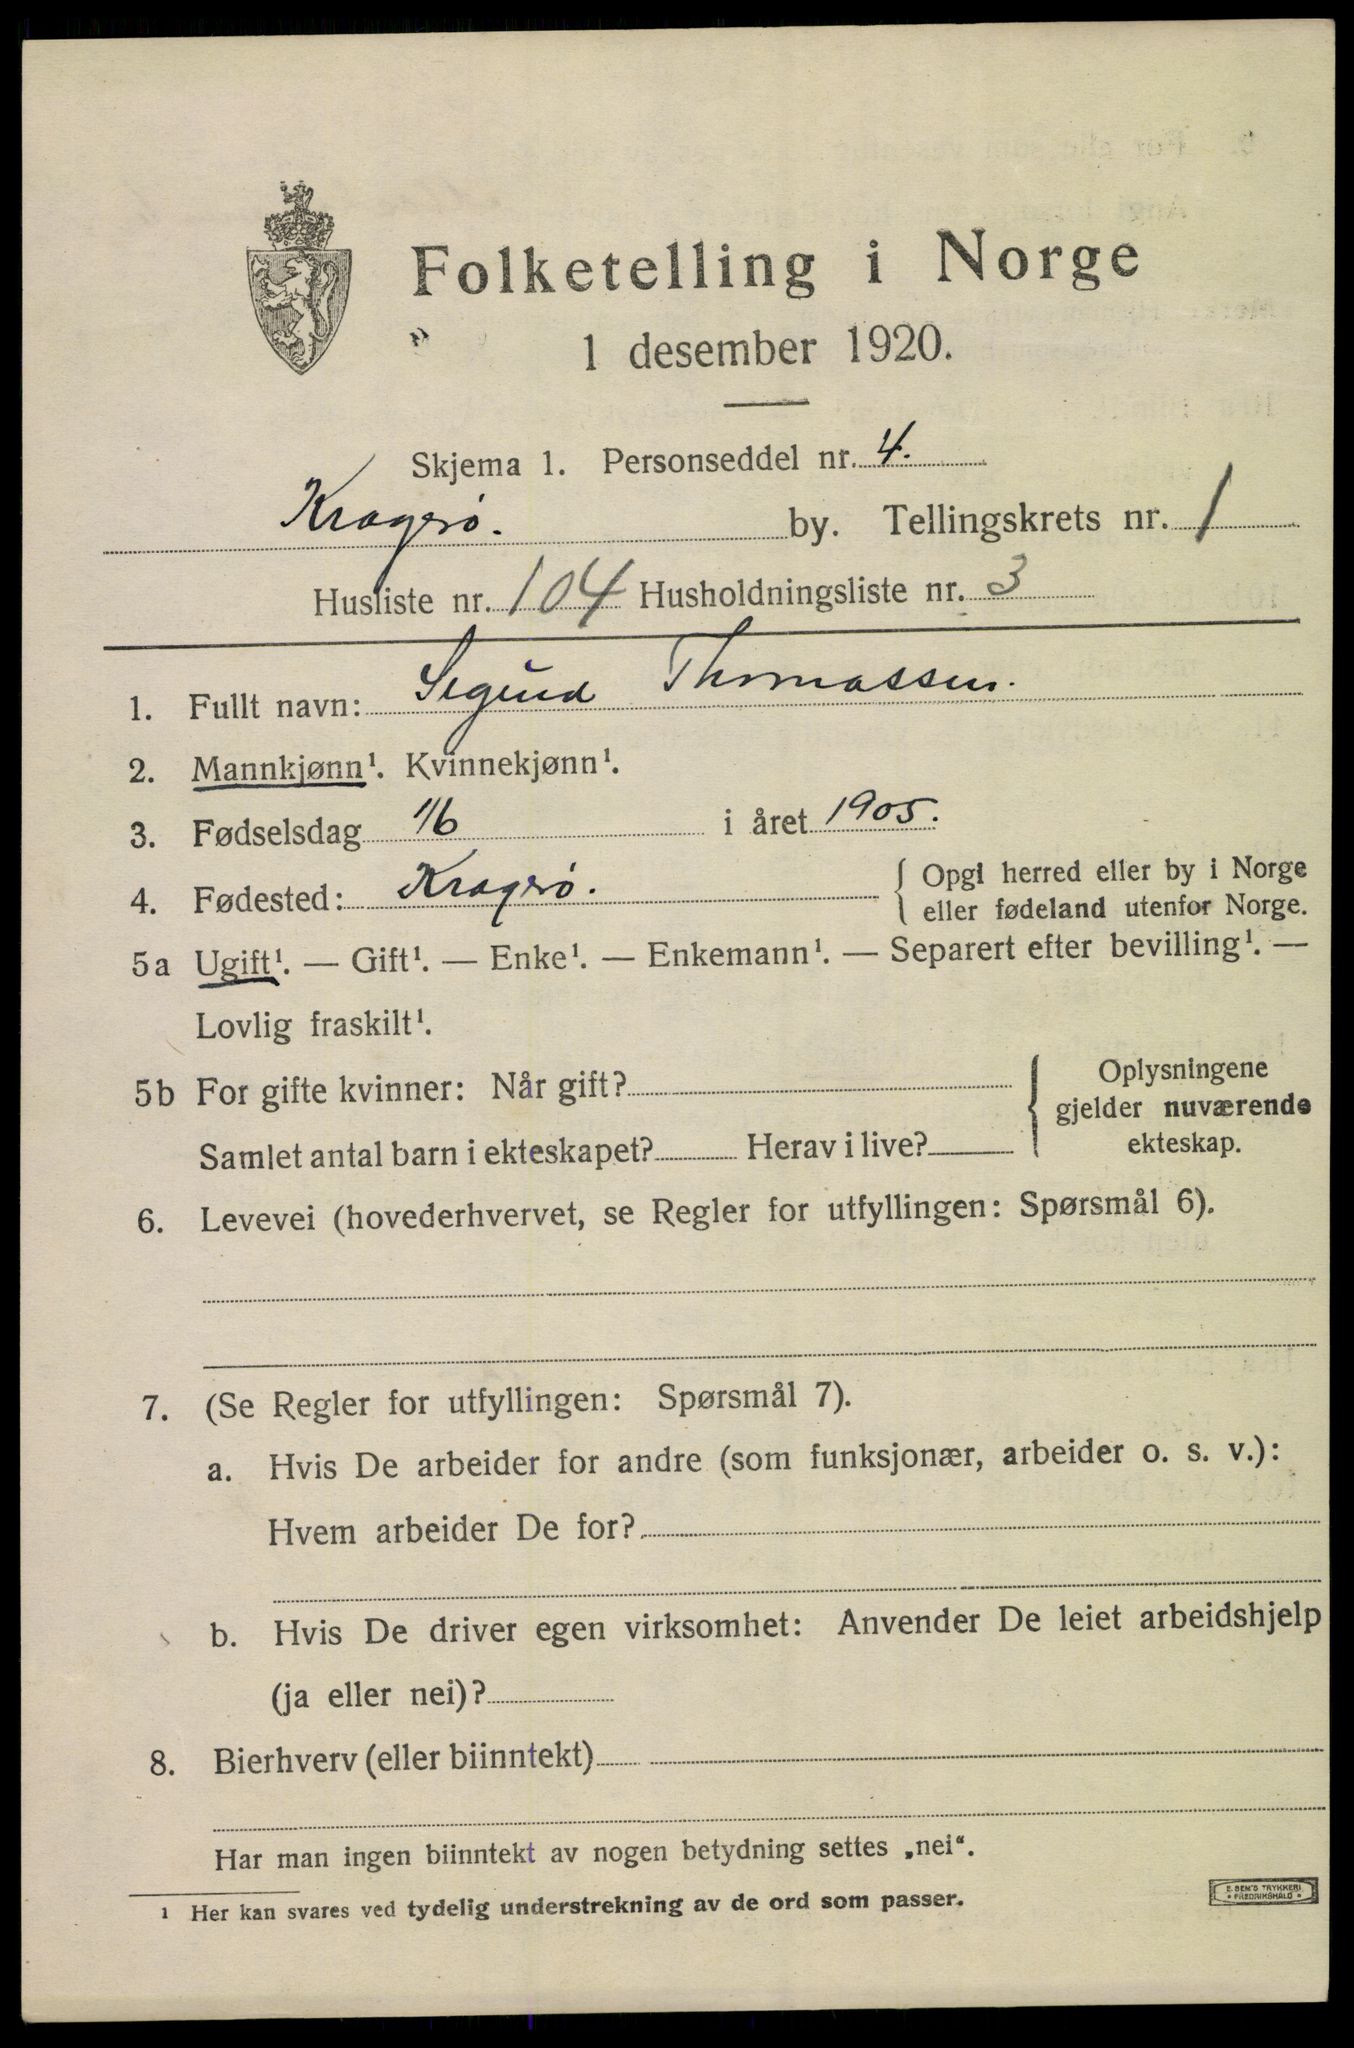 Folketelling i Norge
1 desember 1920.
Skjema 1. Personseddel nr. 4.
Kragerø. by. Tellingskrets nr. 1
Husliste nr. 104 Husholdningsliste nr. 3
1. Fullt navn: Sigurd Thomassen.
2. Mannkjønn¹. Kvinnekjønn¹.
3. Fødselsdag 1/6 i året 1905.
4. Fødested: Kragerø. { Opgi herred eller by i Norge
eller fødeland utenfor Norge.
5a Ugift¹. — Gift¹. — Enke¹. — Enkemann¹. — Separert efter bevilling¹. —
Lovlig fraskilt¹.
5b For gifte kvinner: Når gift? { Oplysningene
gjelder nuværende
Samlet antal barn i ekteskapet? Herav i live? ekteskap.
6. Levevei (hovederhvervet, se Regler for utfyllingen: Spørsmål 6).
7. (Se Regler for utfyllingen: Spørsmål 7).
a. Hvis De arbeider for andre (som funksjonær, arbeider o. s. v.):
Hvem arbeider De for?
b. Hvis De driver egen virksomhet: Anvender De leiet arbeidshjelp
(ja eller nei)?
8. Bierhverv (eller biinntekt)
Har man ingen biinntekt av nogen betydning settes „nei“.
1 Her kan svares ved tydelig understrekning av de ord som passer.
E. SEM'S TRYKKERI
• FREDRIKSHALD •